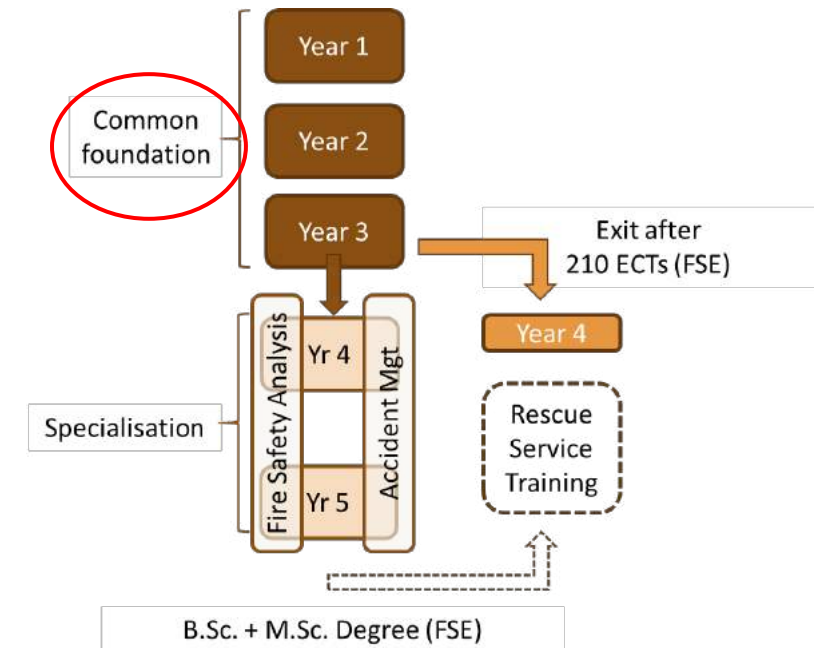 Year 1
Common
foundation
Year 2
Year 3
Exit after
210 ECTs (FSE)
Year 4
Fire Safety Analysis
Yr 4
Accident Mgt
Specialisation
Yr 5
Rescue
Service
Training
B.Sc. + M.Sc. Degree (FSE)